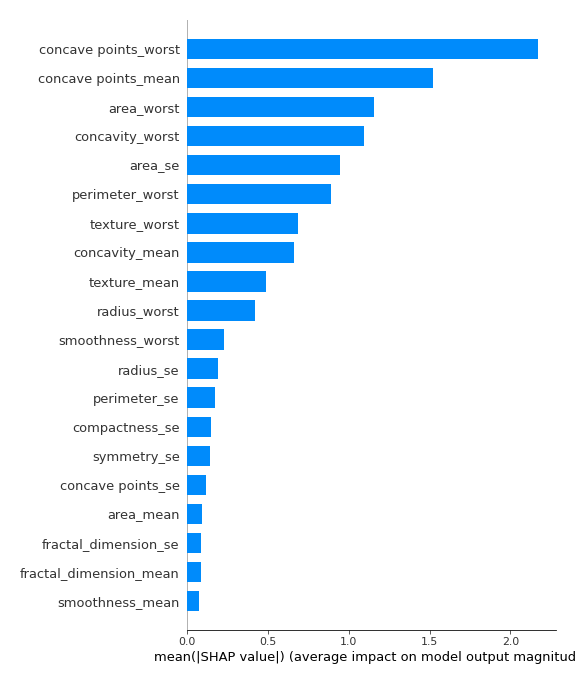 concave points_worst
concave points_mean
area_worst
concavity_worst
area_se
perimeter_worst
texture_worst
concavity_mean
texture_mean
radius_worst
smoothness_worst
radius_se
perimeter_se
compactness_se
symmetry_se
concave points_se
area_mean
fractal_dimension_se
fractal_dimension_mean
smoothness_mean
0.0 0.5 1.0 1.5 2.0
mean(|SHAP value|) (average impact on model output magnitud